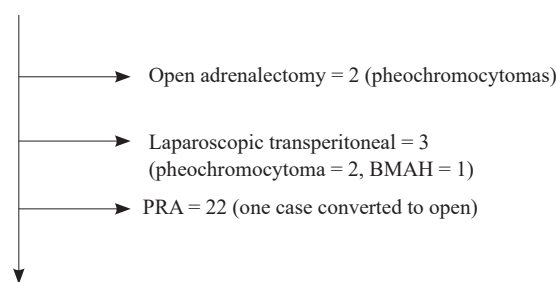 Open adrenalectomy = 2 (pheochromocytomas)
Laparoscopic transperitoneal = 3
(pheochromocytoma = 2, BMAH = 1)
PRA = 22 (one case converted to open)